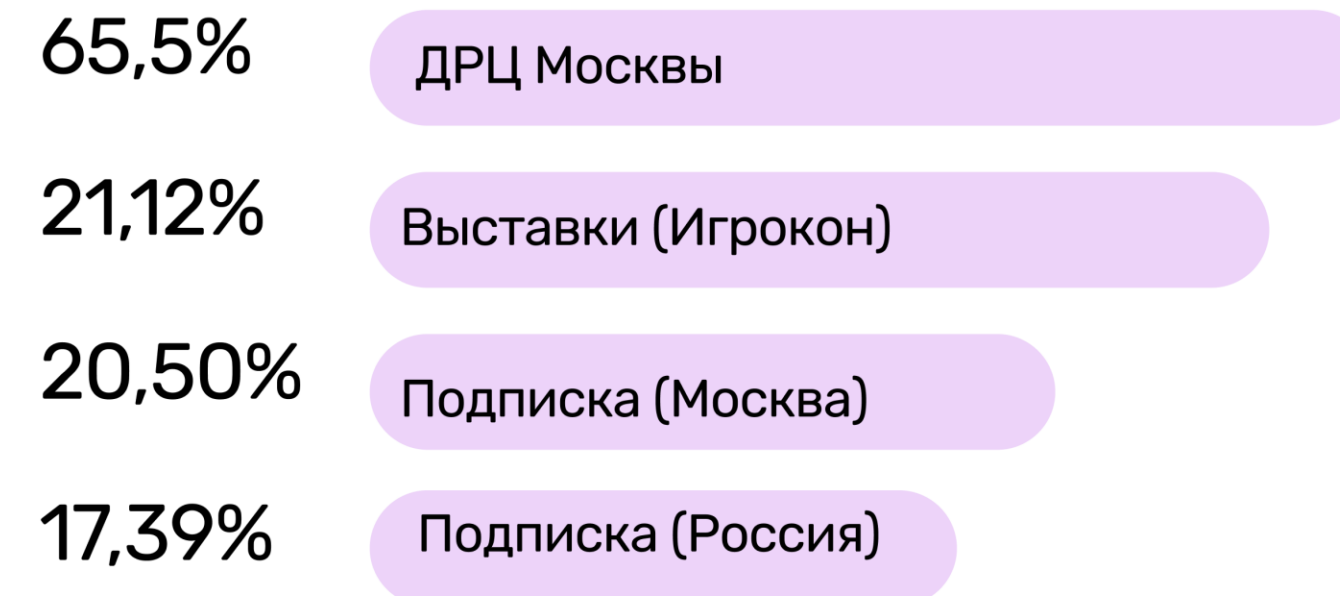 65,5% ДРЦ Москвы
21,12% Выставки (Игрокон)
20,50% Подписка (Москва)
17,39% Подписка (Россия)